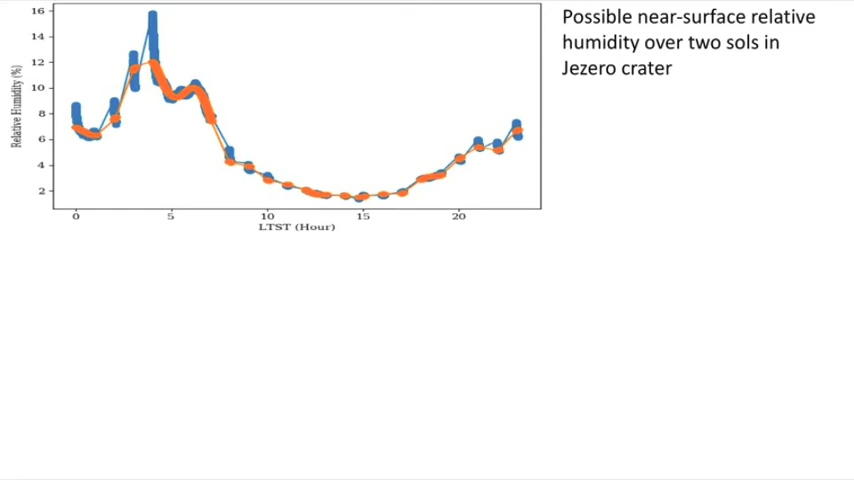 Possible near-surface relative
humidity over two sols in
Jezero crater
Relative Humidity (%)
16
14
12
10
8
6
4
2
0 5 10 15 20
LTST (Hour)